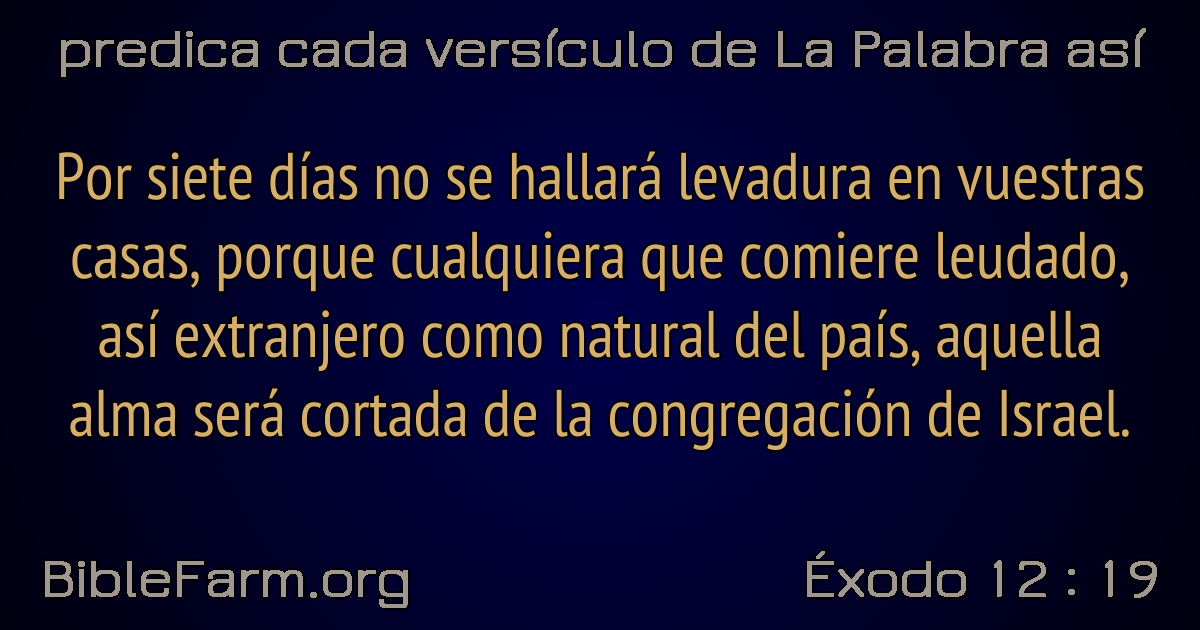 predica cada versículo de La Palabra así
Por siete días no se hallará levadura en vuestras
casas, porque cualquiera que comiere leudado,
así extranjero como natural del país, aquella
alma será cortada de la congregación de Israel.
BibleFarm.org
Éxodo 12 : 19